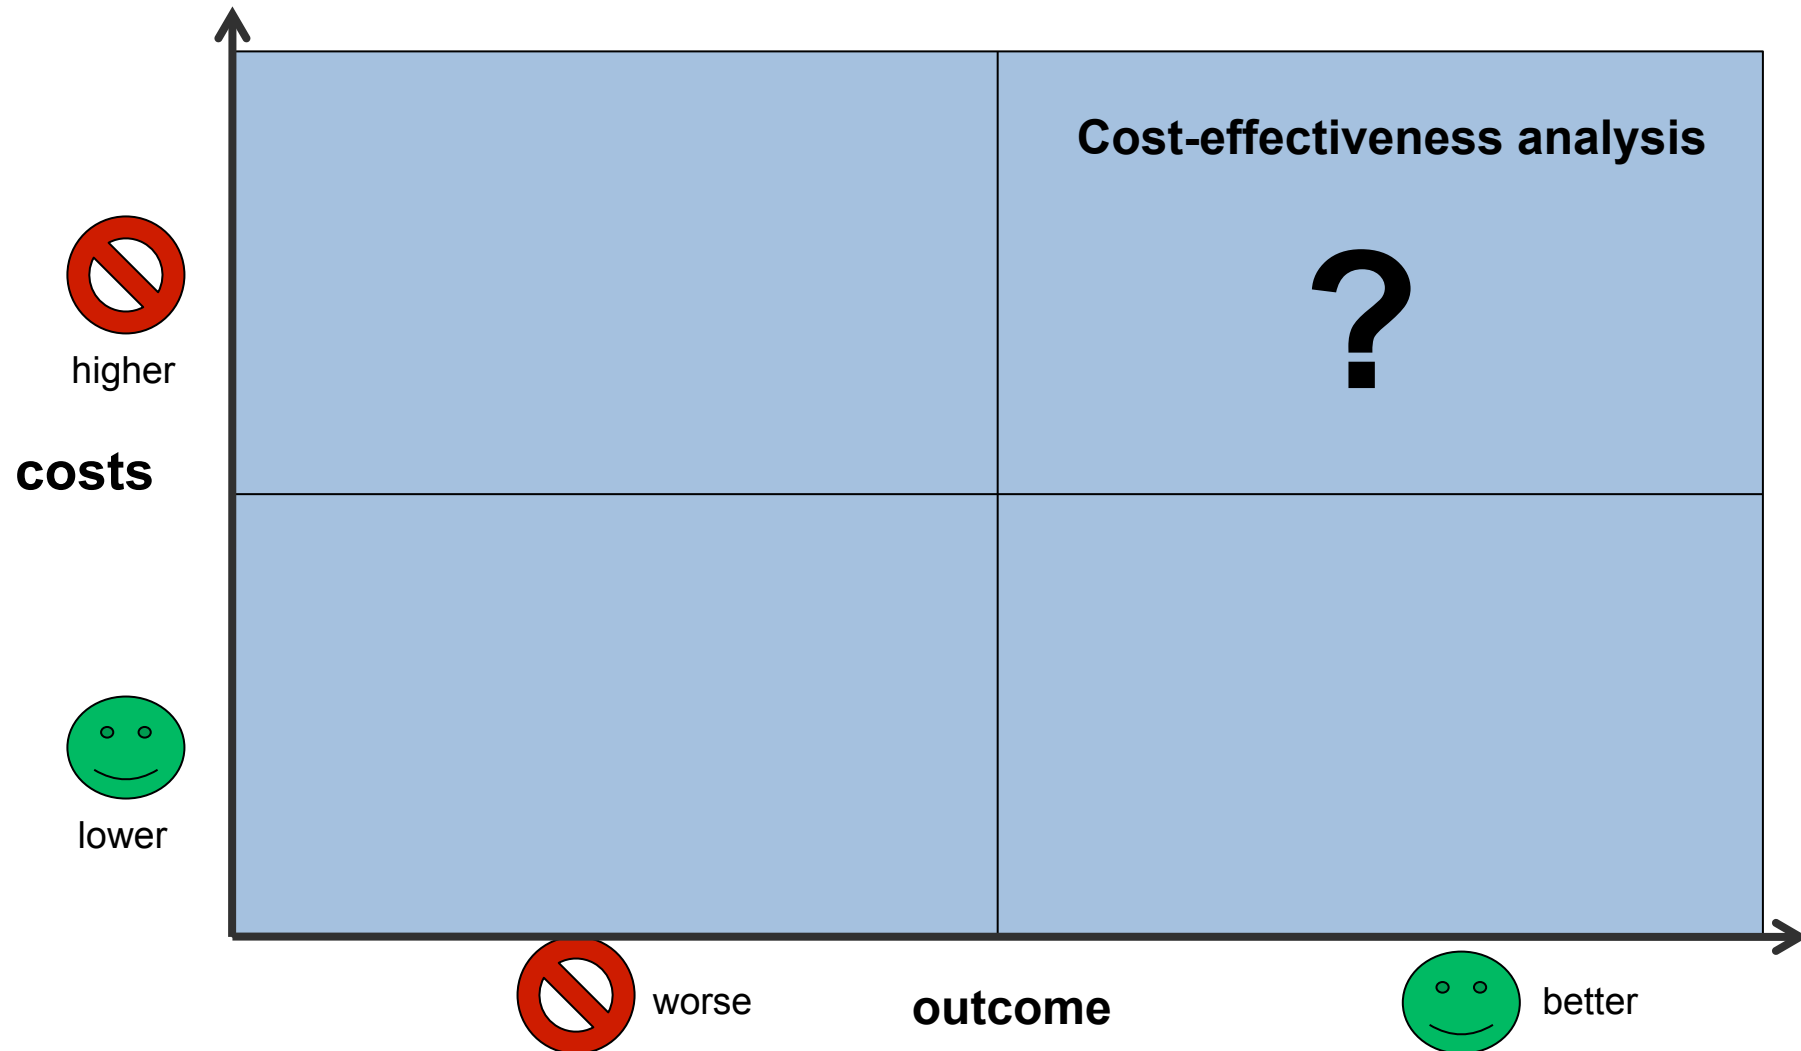 Cost-effectiveness analysis
?
higher
costs
lower
worse
outcome
better